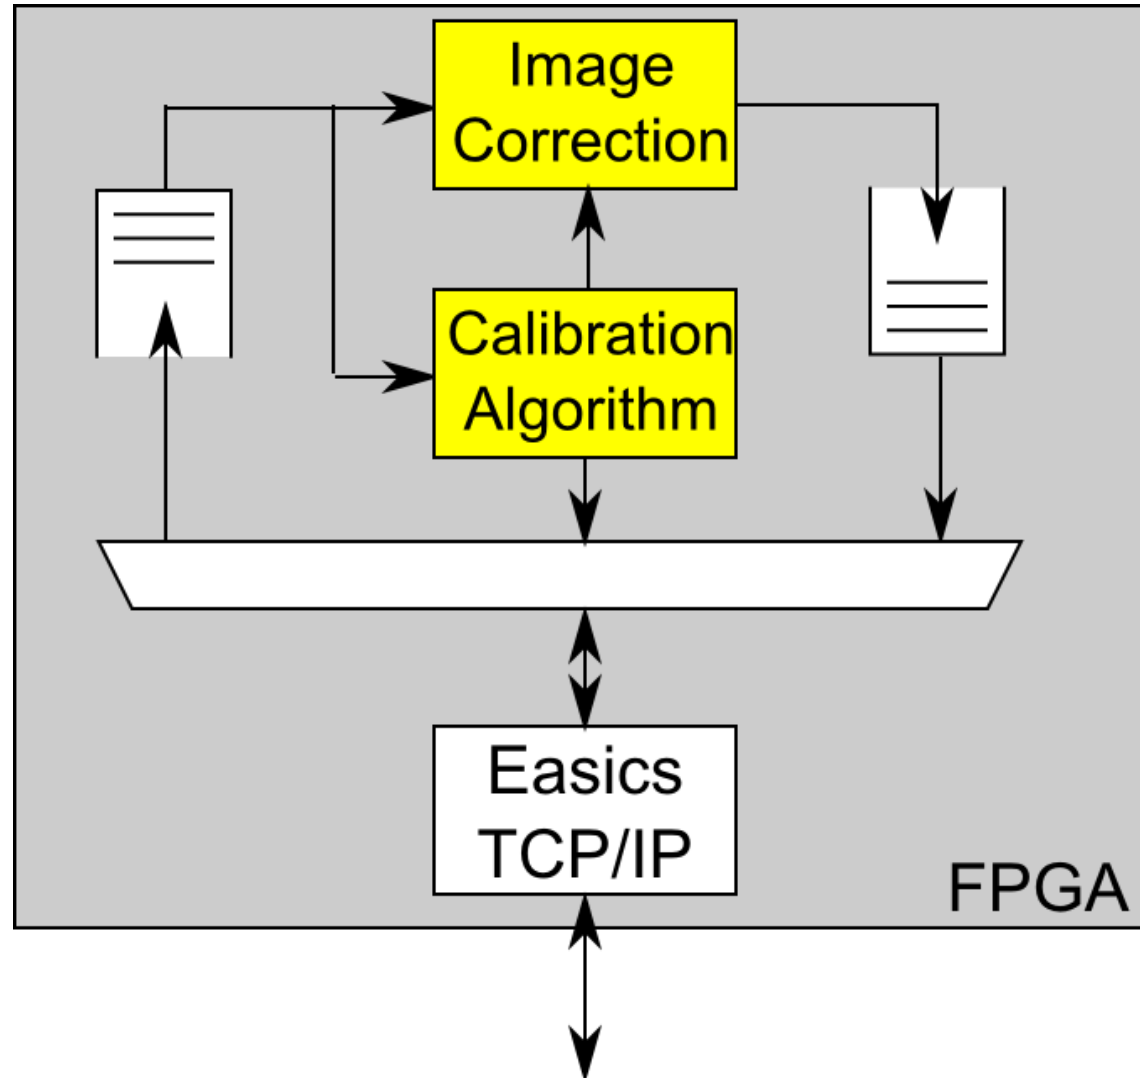 Image
Correction
Calibration
Algorithm
Easics
TCP/IP
FPGA